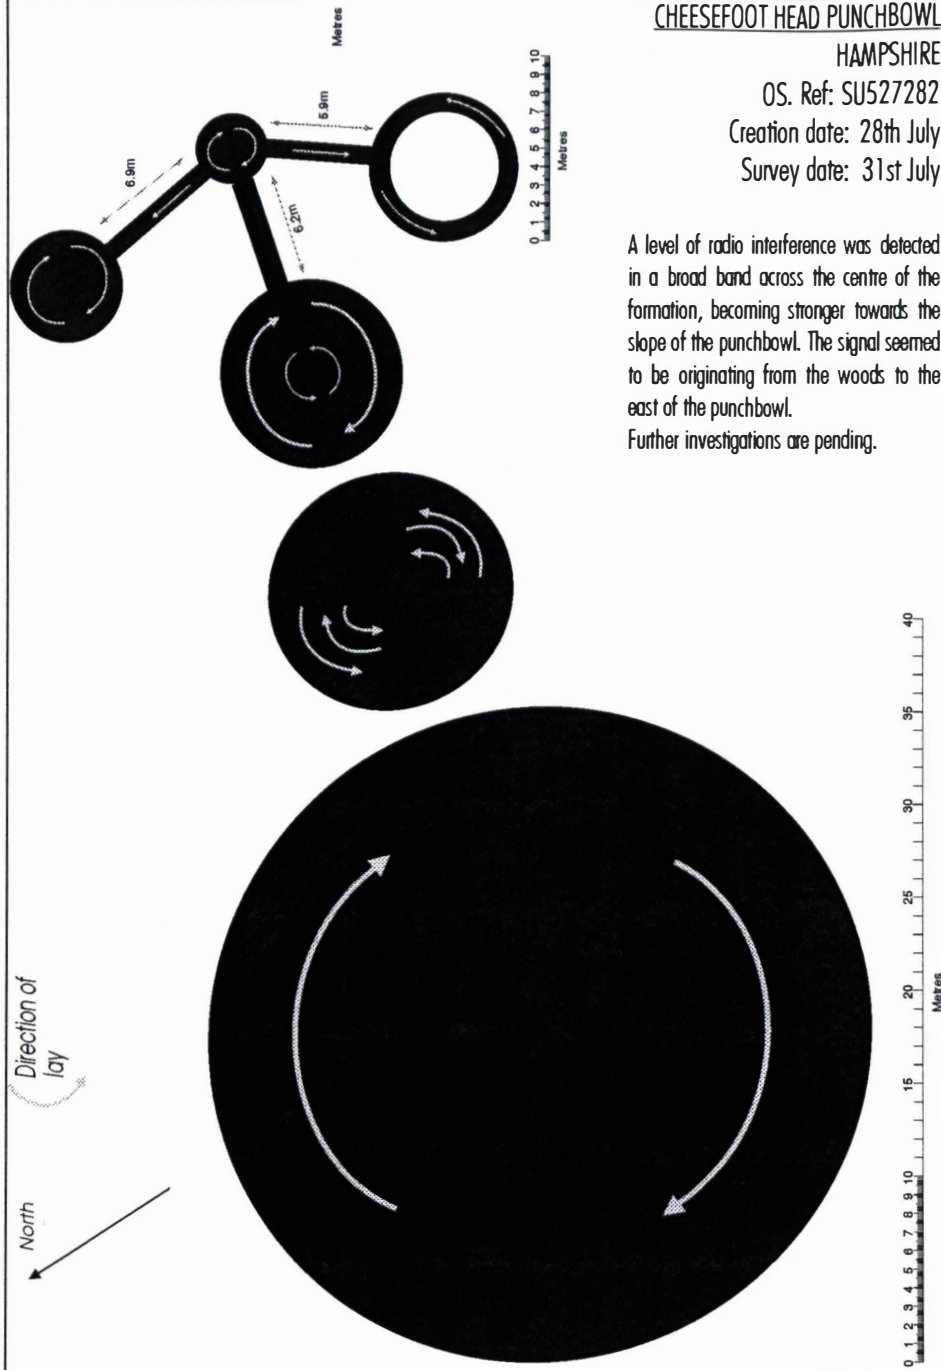 CHEESEFOOT HEAD PUNCHBOWL
HAMPSHIRE
OS. Ref: SU527282
Creation date: 28th July
Survey date: 31st July
A level of radio interference was detected
in a broad band across the centre of the
formation, becoming stronger towards the
slope of the punchbowl. The signal seemed
to be originating from the woods to the
east of the punchbowl.
Further investigations are pending.
Metres
6.9m
5.9m
6.2m
0 1 2 3 4 5 6 7 8 9 10
Metres
Direction of
lay
North
0 1 2 3 4 5 6 7 8 9 10 15 20 25 30 35 40
Metres